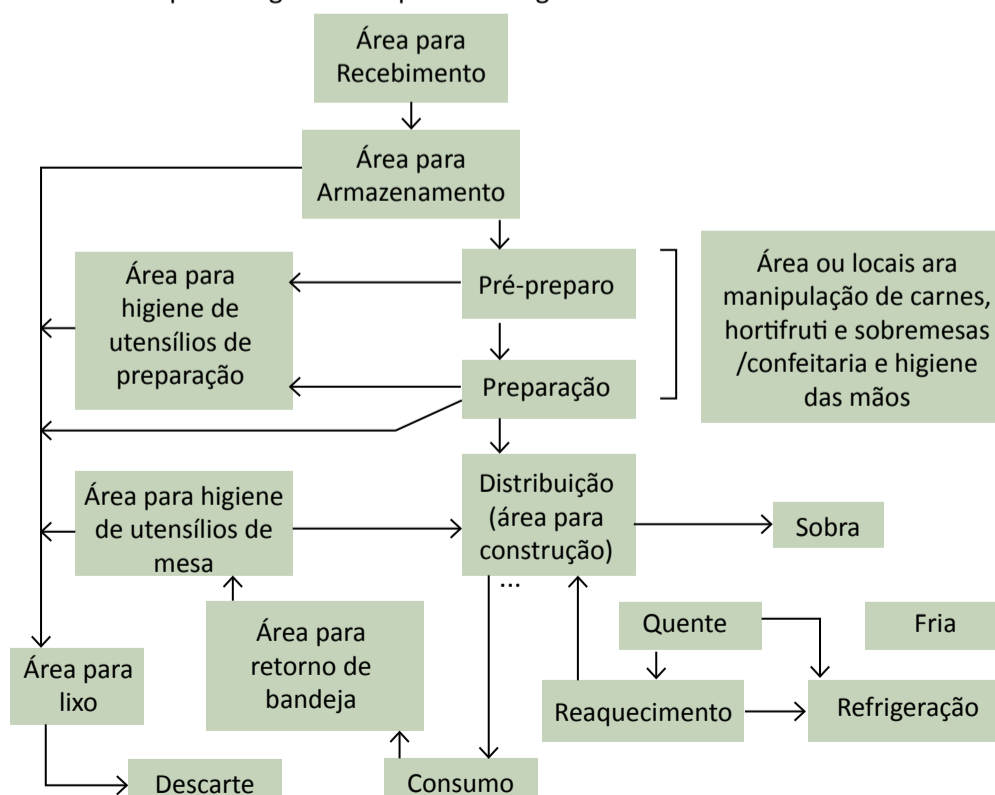 Área para
Recebimento
Área para
Armazenamento
Pré-preparo
Área para
higiene de
utensílios de
preparação
Área ou locais ara
manipulação de carnes,
hortifruti e sobremesas
/confeitaria e higiene
das mãos
Preparação
Distribuição
(área para
construção)
...
Área para higiene
de utensílios de
mesa
Sobra
Quente
Fria
Área para
retorno de
bandeja
Área para
lixo
Reaquecimento
Refrigeração
Descarte
Consumo